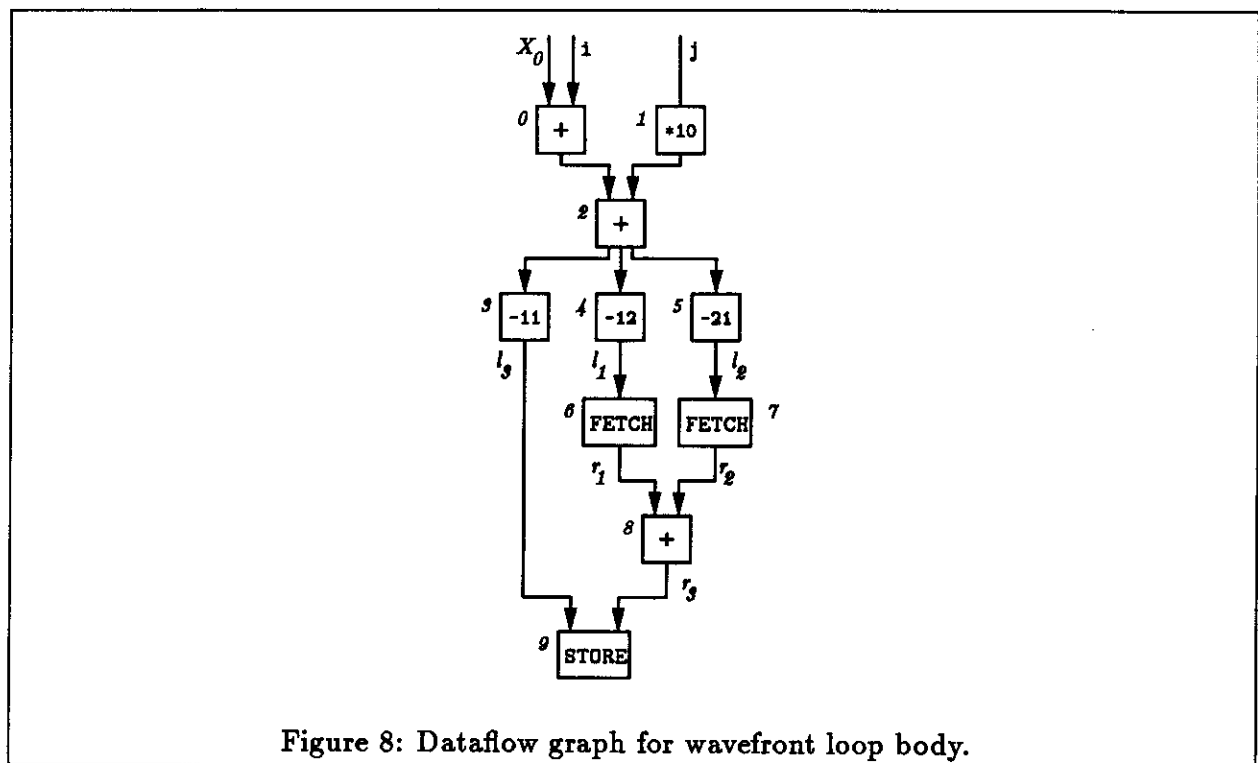 X0 i j
0 + 1 *10
2 +
3 -11 4 -12 5 -21
l3 l1 l2
6 FETCH FETCH 7
r1 r2
8 +
r3
9 STORE
Figure 8: Dataflow graph for wavefront loop body.